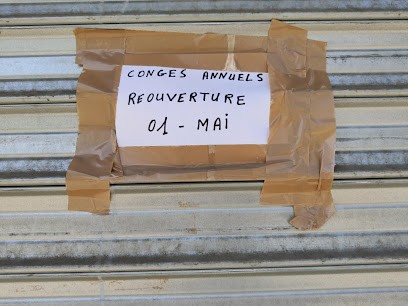 CONGES ANNUELS
REOUVERTURE
01 - MAi